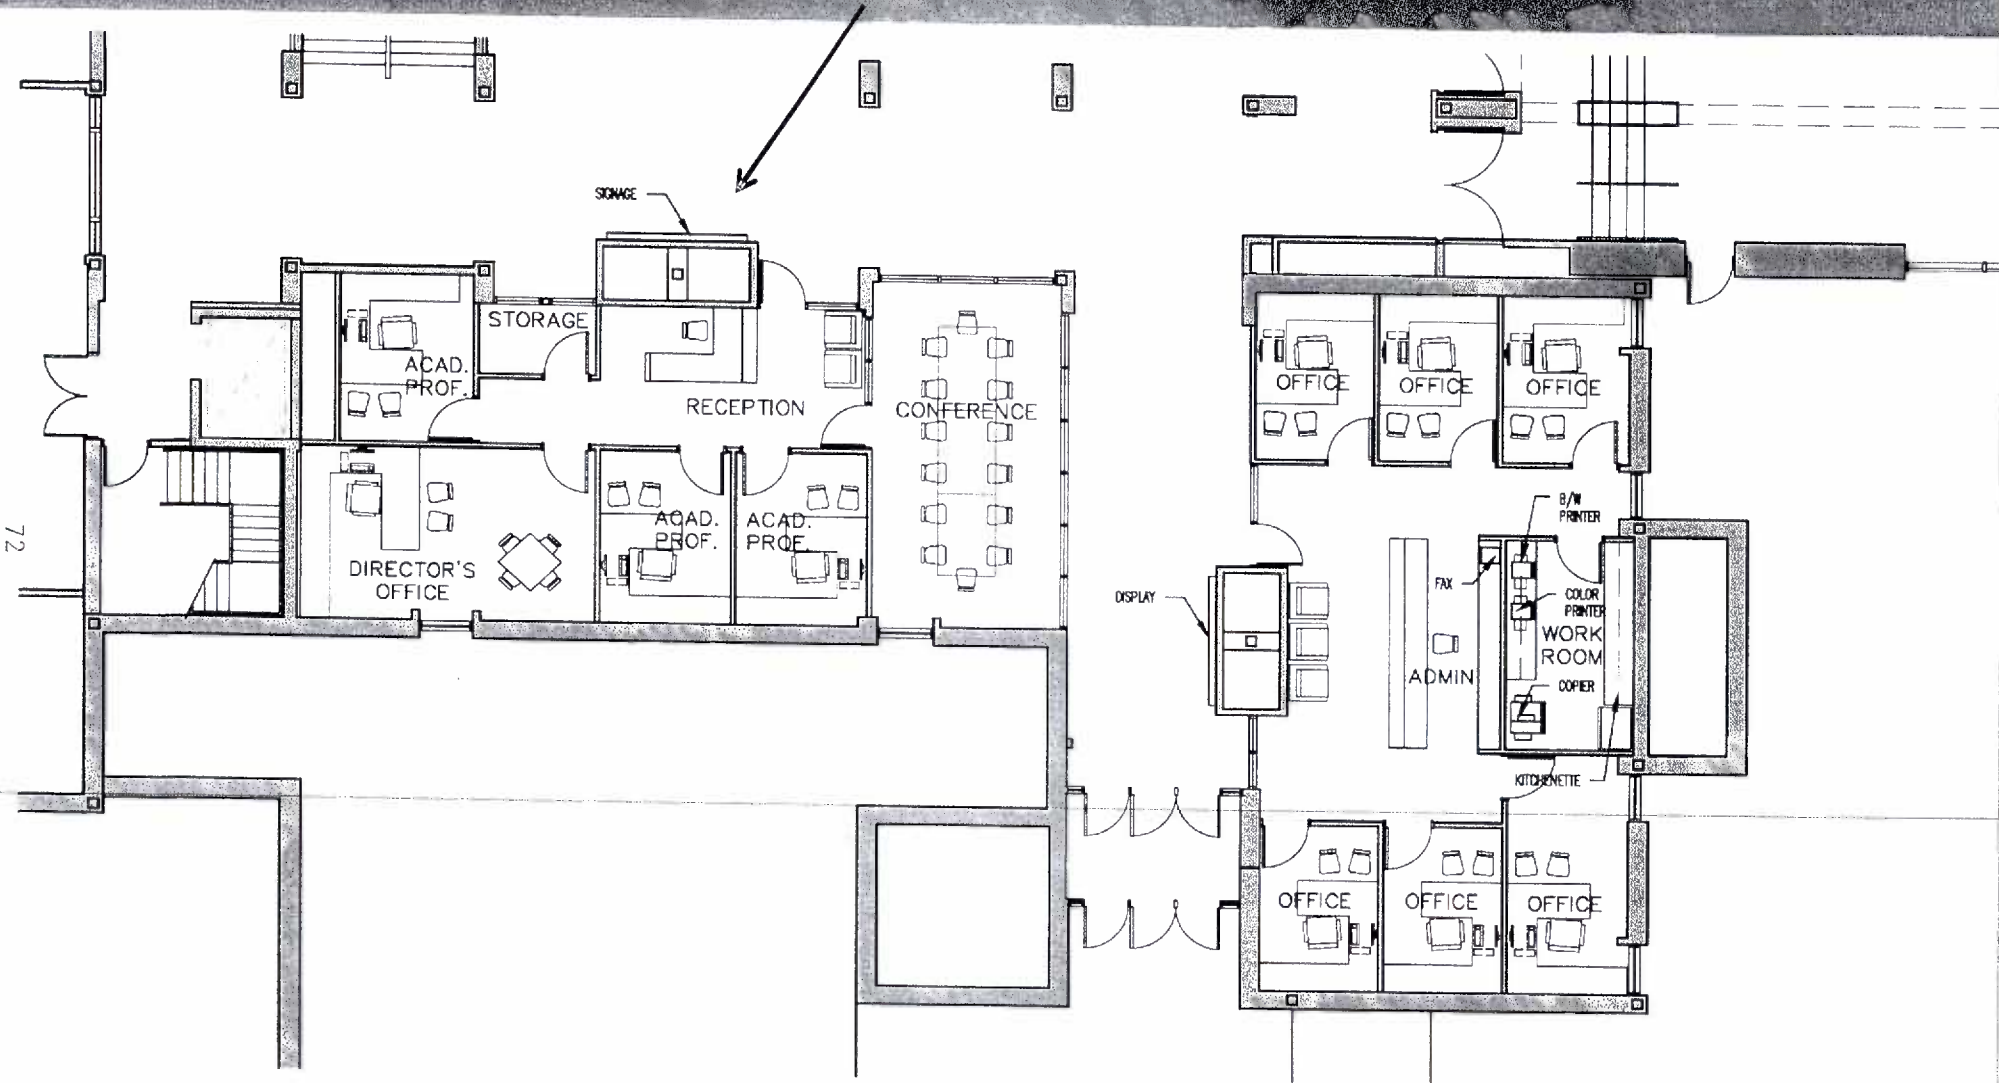 SIGNAGE
STORAGE
ACAD.
PROF.
RECEPTION
CONFERENCE
OFFICE
OFFICE
OFFICE
B/W
PRINTER
ACAD.
PROF.
ACAD.
PROF.
DIRECTOR'S
OFFICE
72
DISPLAY
FAX
COLOR
PRINTER
WORK
ROOM
ADMIN
COPIER
KITCHENETTE
OFFICE
OFFICE
OFFICE